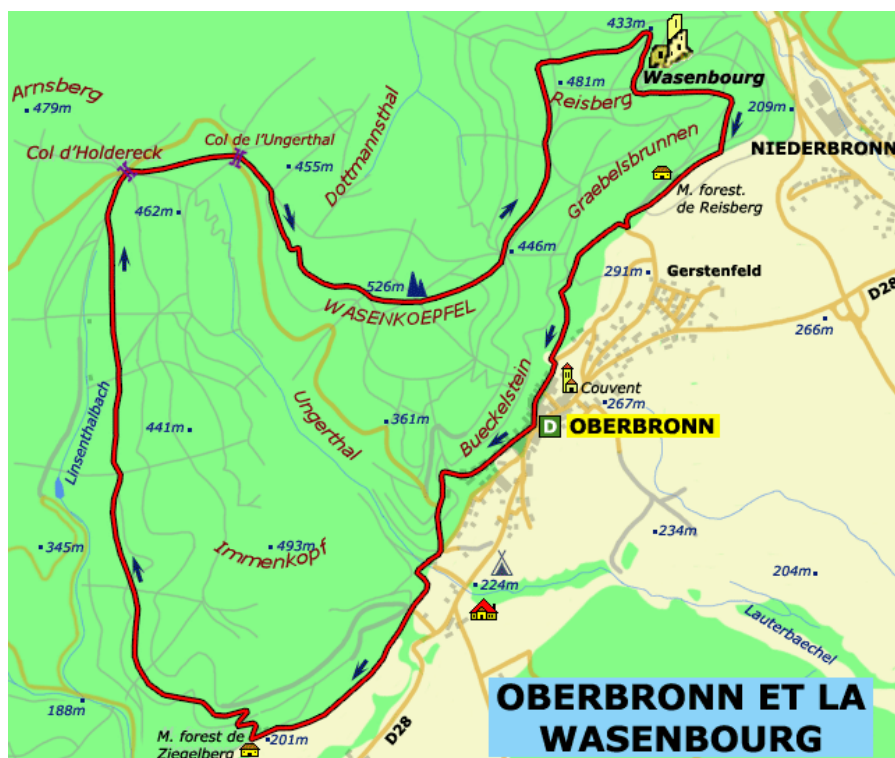 433m
Wasenbourg
481m
Reisberg
209m
Arnsberg
479m
Col d'Holdereck
Col de l'Ungerthal
455m
Dottmannsthal
Graebelsbrunnen
NIEDERBRONN
M. forest.
de Reisberg
462m
446m
291m
Gerstenfeld
526m
WASENKOEPFEL
D28
266m
Bueckelstein
Couvent
267m
361m
Ungerthal
D OBERBRONN
441m
Linsenthalbach
345m
493m
Immenkopf
234m
224m
204m
Lauterbaechel
188m
M. forest de
Ziegelberg
201m
D28
OBERBRONN ET LA
WASENBOURG